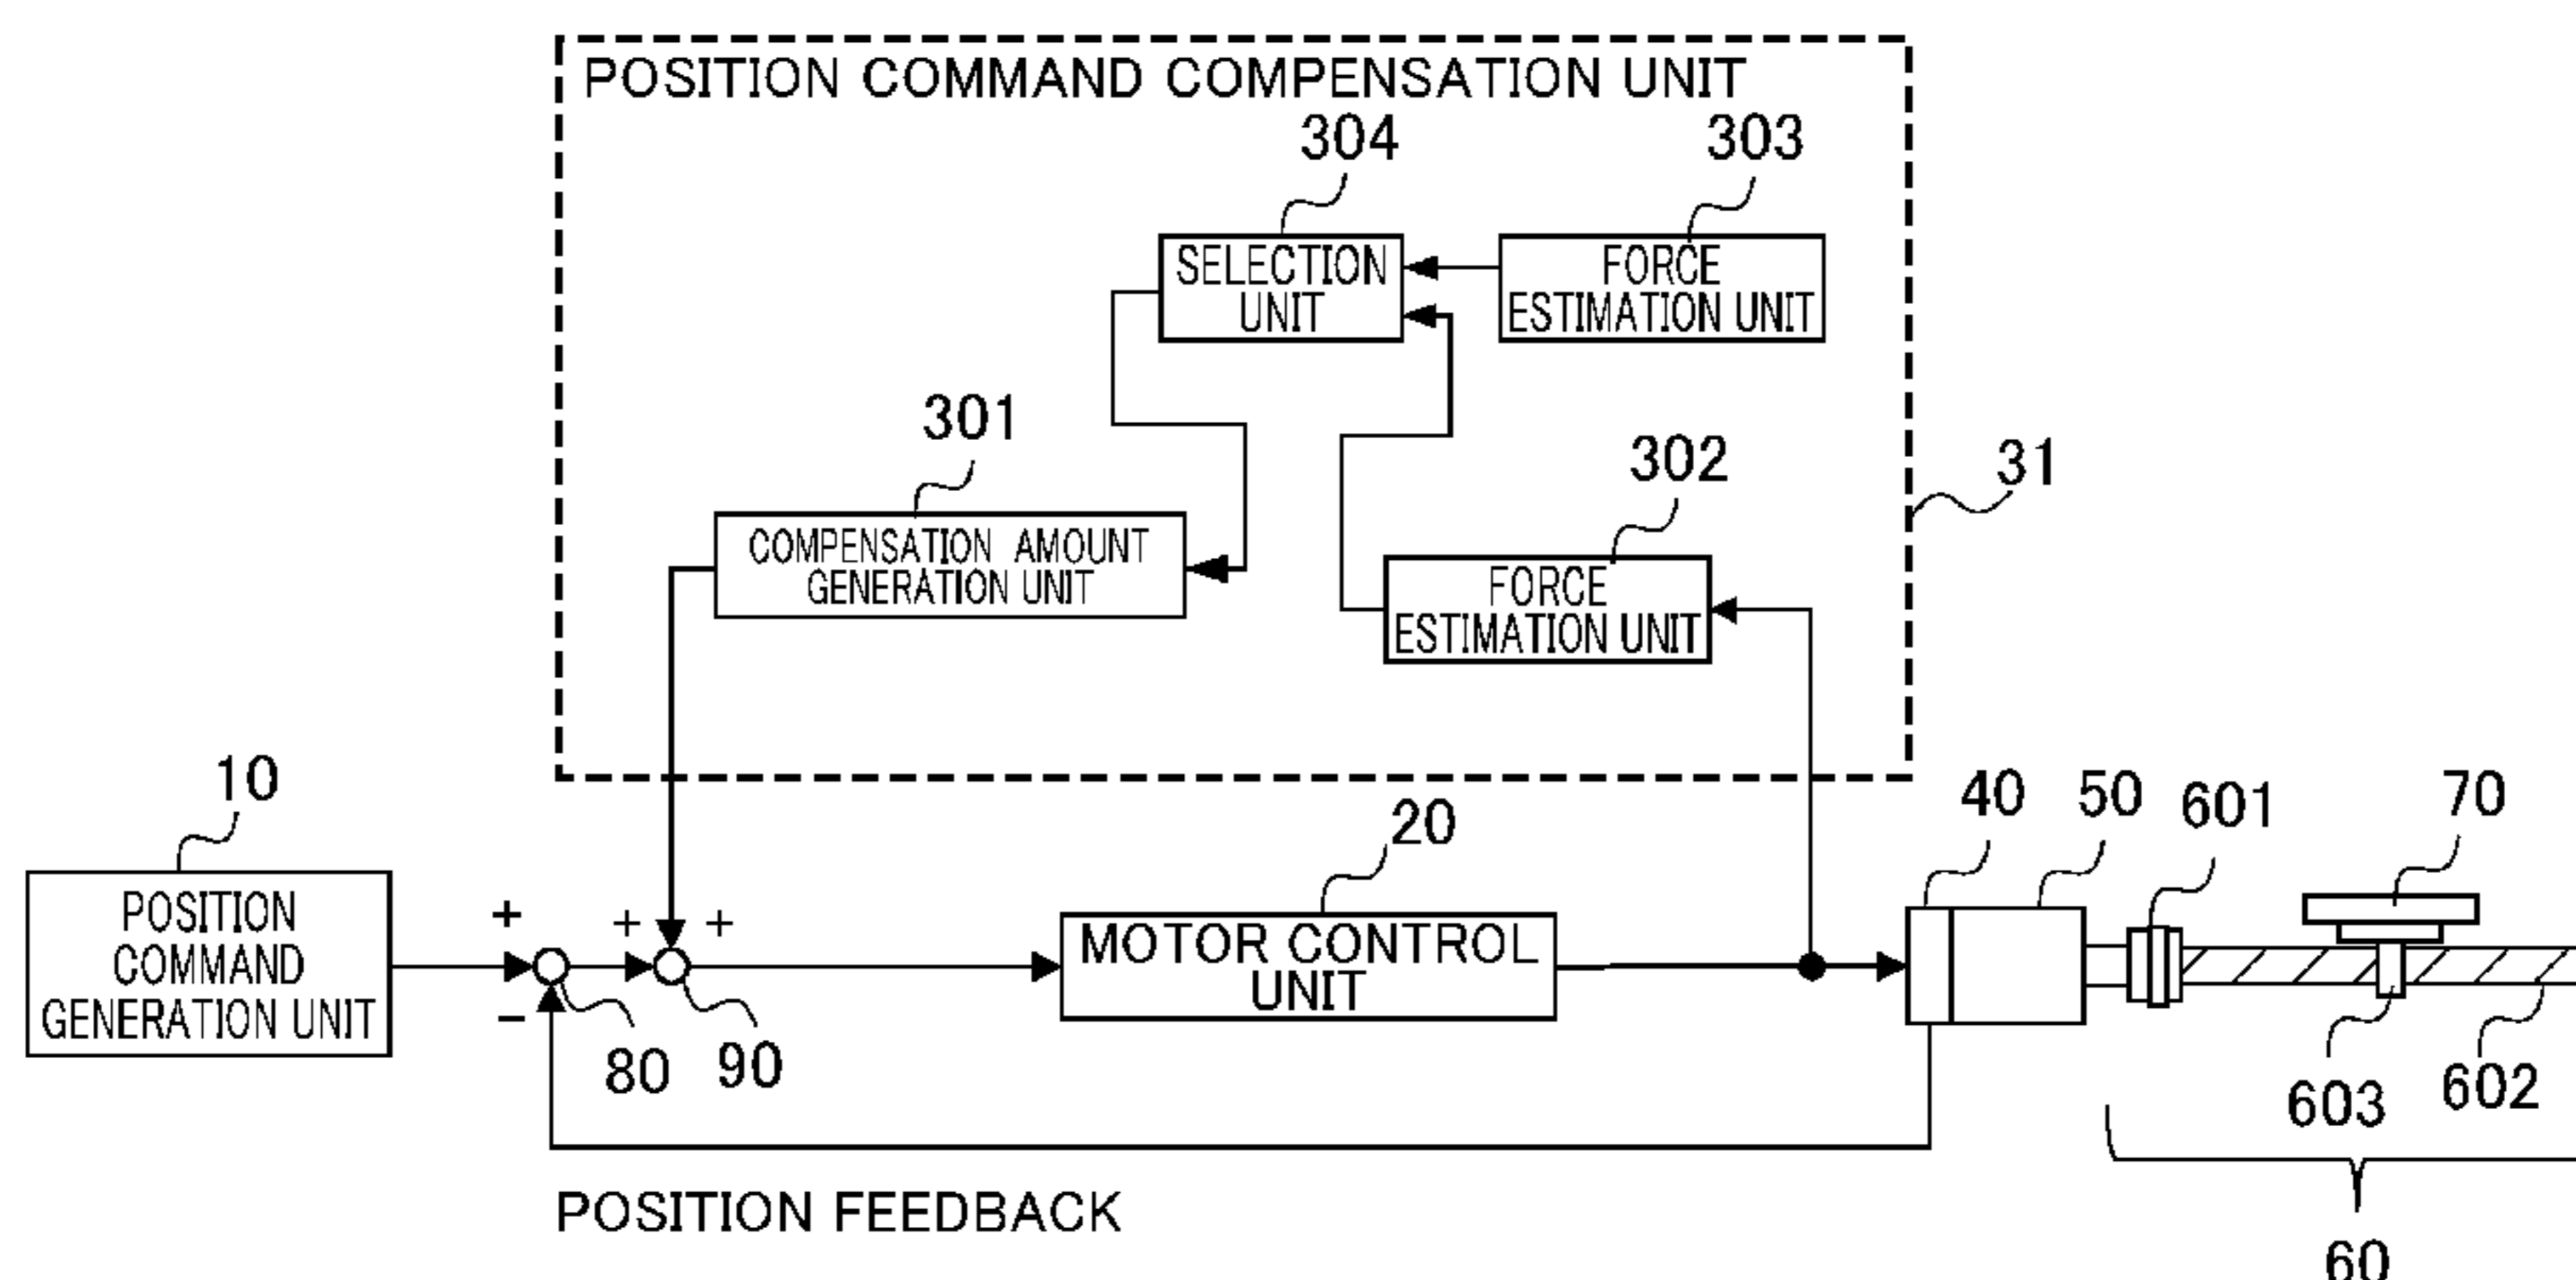 POSITION COMMAND COMPENSATION UNIT
304
303
SELECTION
UNIT
FORCE
ESTIMATION UNIT
301
302
31
COMPENSATION AMOUNT
GENERATION UNIT
FORCE
ESTIMATION UNIT
10
20
40
50
601
70
POSITION
COMMAND
GENERATION UNIT
+
+
+
−
MOTOR CONTROL
UNIT
80
90
603
602
POSITION FEEDBACK
60